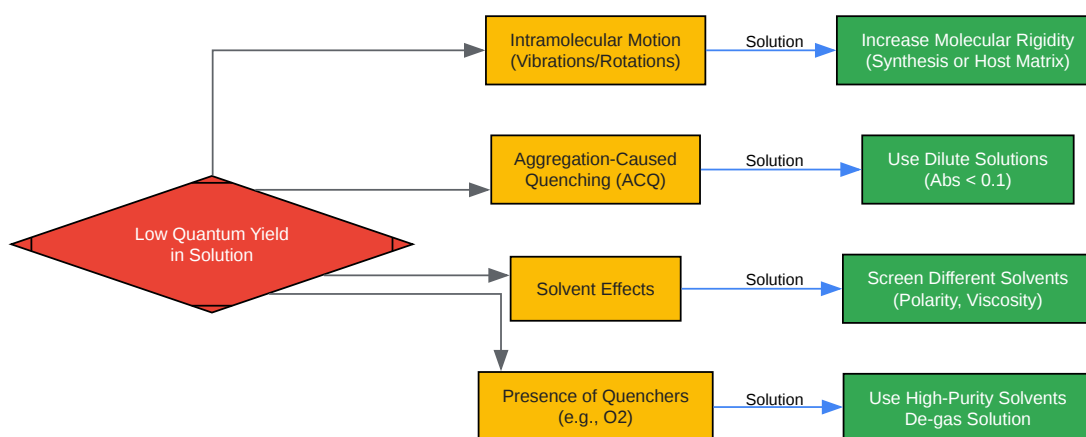 Low Quantum Yield
in Solution
Intramolecular Motion
(Vibrations/Rotations)
Solution
Increase Molecular Rigidity
(Synthesis or Host Matrix)
Aggregation-Caused
Quenching (ACQ)
Solution
Use Dilute Solutions
(Abs < 0.1)
Solvent Effects
Solution
Screen Different Solvents
(Polarity, Viscosity)
Presence of Quenchers
(e.g., O2)
Solution
Use High-Purity Solvents
De-gas Solution